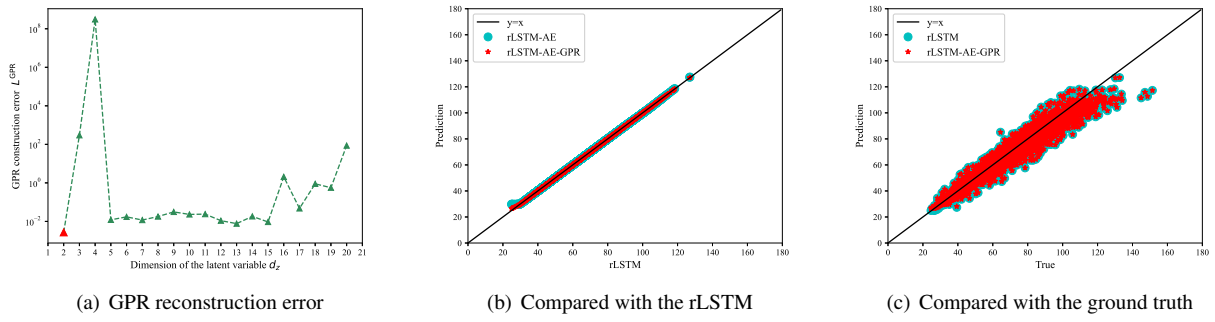 10^8
10^6
10^4
10^2
10^0
10^-2
GPR construction error L^GPR
1 2 3 4 5 6 7 8 9 10 11 12 13 14 15 16 17 18 19 20 21
Dimension of the latent variable d_z
(a) GPR reconstruction error
180
160
140
120
100
80
60
40
20
0
Prediction
y=x
rLSTM-AE
rLSTM-AE-GPR
0 20 40 60 80 100 120 140 160 180
rLSTM
(b) Compared with the rLSTM
180
160
140
120
100
80
60
40
20
0
Prediction
y=x
rLSTM
rLSTM-AE-GPR
0 20 40 60 80 100 120 140 160 180
True
(c) Compared with the ground truth